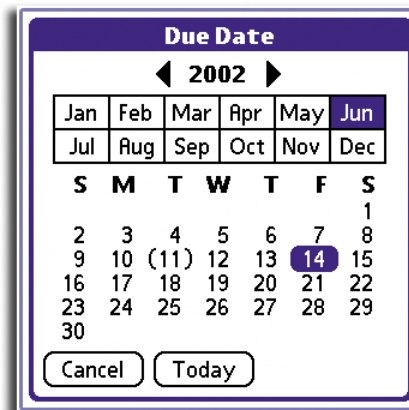 Due Date
2002
Jan Feb Mar Apr May Jun
Jul Aug Sep Oct Nov Dec
S M T W T F S
1
2 3 4 5 6 7 8
9 10 (11) 12 13 14 15
16 17 18 19 20 21 22
23 24 25 26 27 28 29
30
Cancel Today